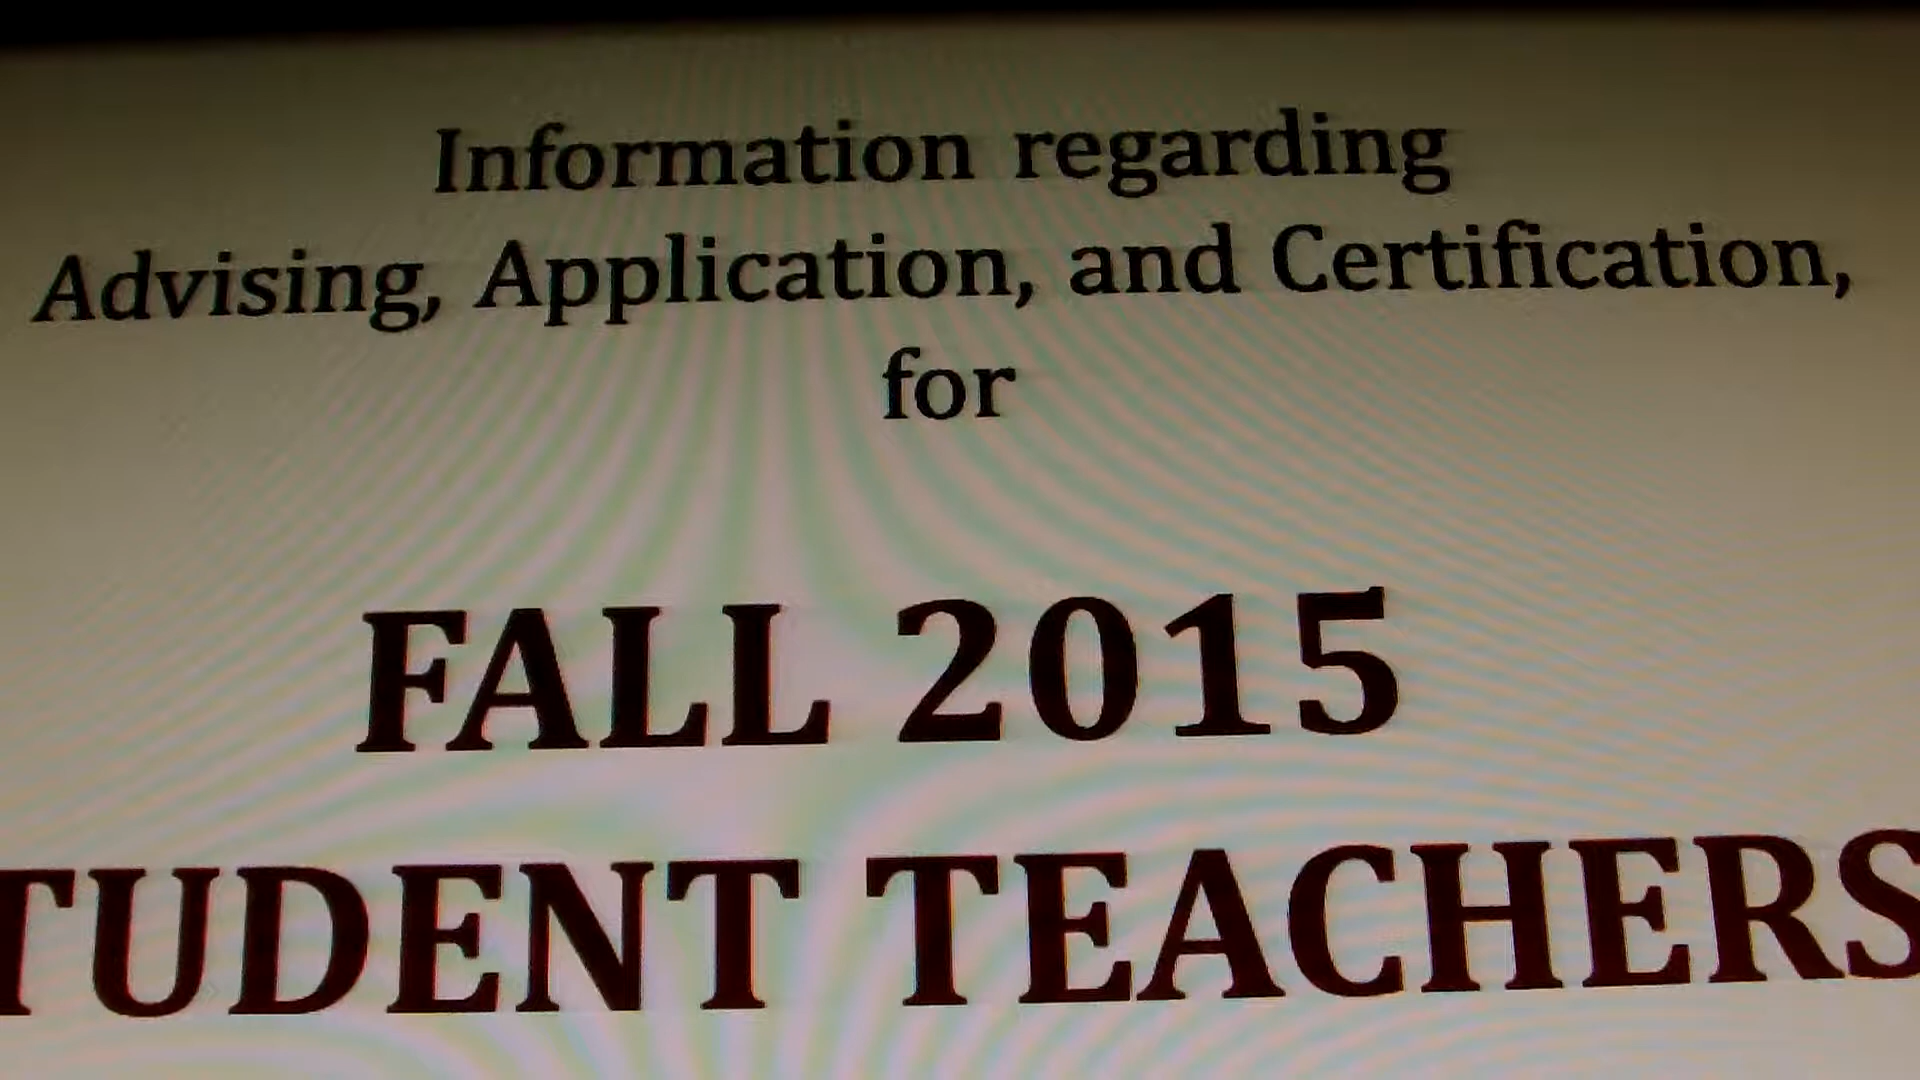 Information regarding
Advising, Application, and Certification,
for
FALL 2015
TUDENT TEACHERS